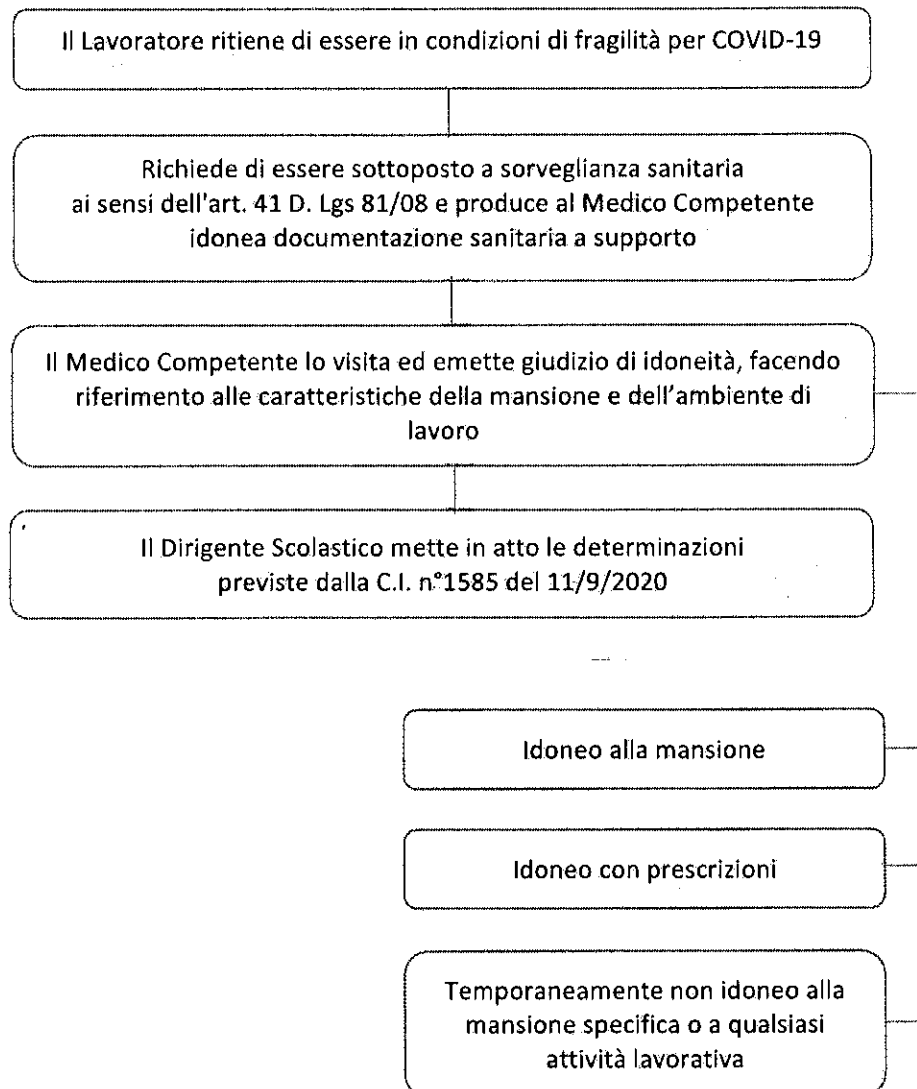 Il Lavoratore ritiene di essere in condizioni di fragilità per COVID-19
Richiede di essere sottoposto a sorveglianza sanitaria
ai sensi dell'art. 41 D. Lgs 81/08 e produce al Medico Competente
idonea documentazione sanitaria a supporto
Il Medico Competente lo visita ed emette giudizio di idoneità, facendo
riferimento alle caratteristiche della mansione e dell'ambiente di
lavoro
Il Dirigente Scolastico mette in atto le determinazioni
previste dalla C.I. n°1585 del 11/9/2020
Idoneo alla mansione
Idoneo con prescrizioni
Temporaneamente non idoneo alla
mansione specifica o a qualsiasi
attività lavorativa